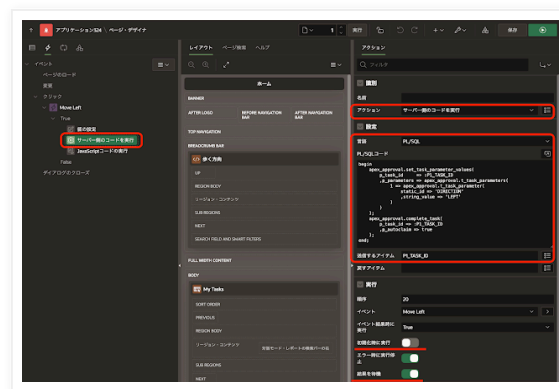 アプリケーション524 \ ページ・デザイナ
実行
保存
イベント
ページのロード
変更
クリック
Move Left
True
値の設定
サーバー側のコードを実行
JavaScriptコードの実行
False
ダイアログのクローズ
レイアウト ページ検索 ヘルプ
ホーム
BANNER
AFTER LOGO BEFORE NAVIGATION BAR AFTER NAVIGATION BAR
TOP NAVIGATION
BREADCRUMB BAR
歩く方向
UP
REGION BODY
リージョン・コンテンツ
SUB REGIONS
NEXT
SEARCH FIELD AND SMART FILTERS
FULL WIDTH CONTENT
BODY
My Tasks
SORT ORDER
PREVIOUS
REGION BODY
リージョン・コンテンツ
SUB REGIONS
NEXT
アクション
フィルタ
識別
名前
アクション サーバー側のコードを実行
設定
言語 PL/SQL
PL/SQLコード
begin
apex_approval.set_task_parameter_values(
p_task_id => :P1_TASK_ID
,p_parameters => apex_approval.t_task_parameters(
1 => apex_approval.t_task_parameter(
static_id => 'DIRECTION'
,string_value => 'LEFT'
)
)
);
apex_approval.complete_task(
p_task_id => :P1_TASK_ID
,p_autoclaim => true
);
end;
送信するアイテム P1_TASK_ID
戻すアイテム
実行
順序 20
イベント Move Left
イベント結果時に実行 True
初期化時に実行
エラー時に実行停止
結果を待機